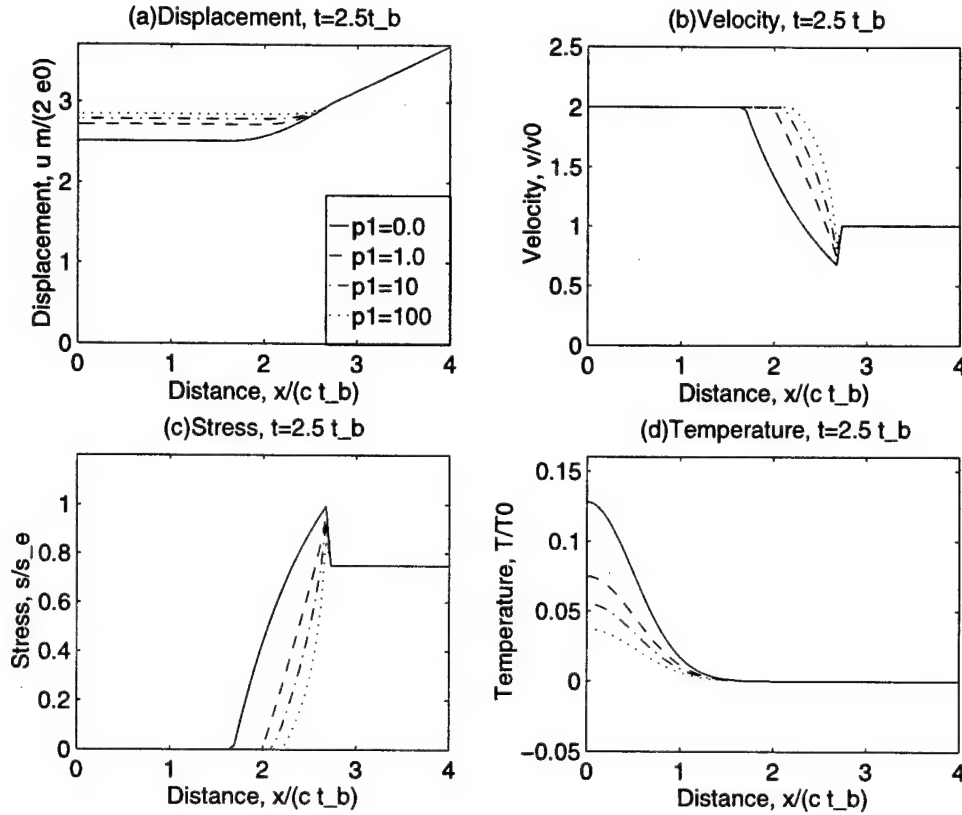 (a)Displacement, t=2.5t_b
Displacement, u m/(2 e0)
3
2
1
0
p1=0.0
p1=1.0
p1=10
p1=100
0 1 2 3 4
Distance, x/(c t_b)
(b)Velocity, t=2.5 t_b
Velocity, v/v0
2.5
2
1.5
1
0.5
0
0 1 2 3 4
Distance, x/(c t_b)
(c)Stress, t=2.5 t_b
Stress, s/s_e
1
0.8
0.6
0.4
0.2
0
0 1 2 3 4
Distance, x/(c t_b)
(d)Temperature, t=2.5 t_b
Temperature, T/T0
0.15
0.1
0.05
0
−0.05
0 1 2 3 4
Distance, x/(c t_b)